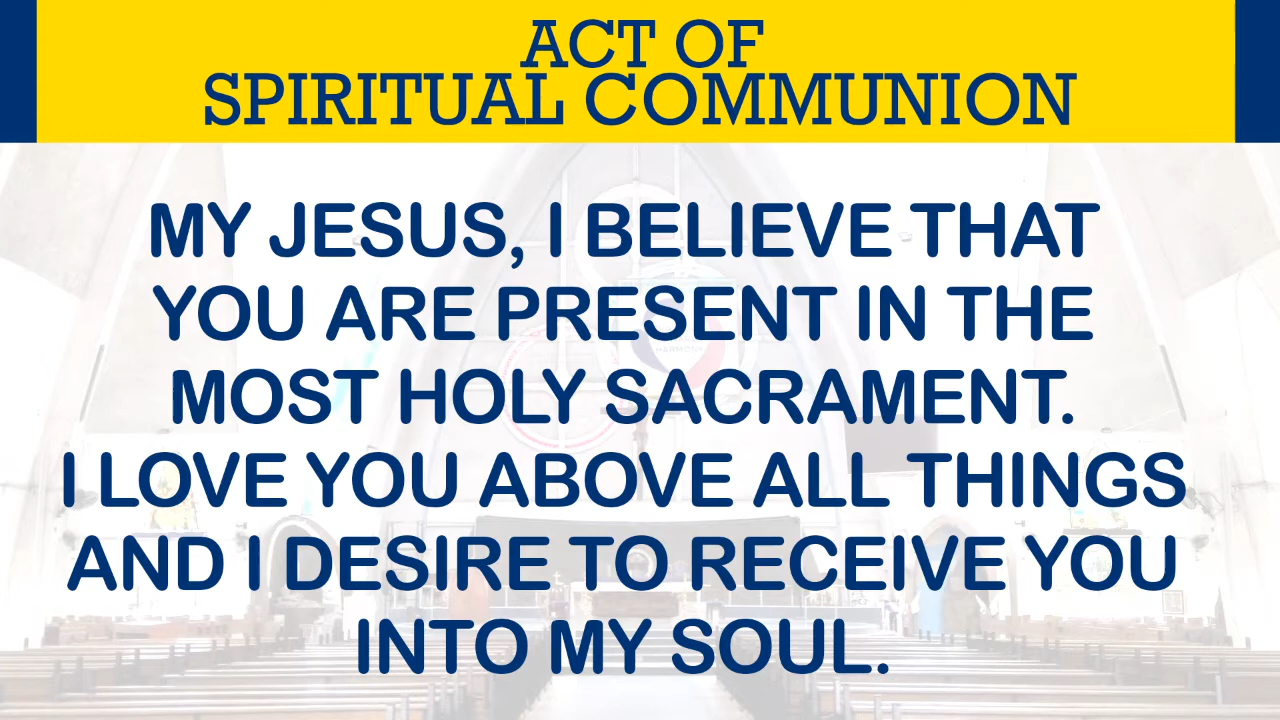 ACT OF
SPIRITUAL COMMUNION
MY JESUS, I BELIEVE THAT
YOU ARE PRESENT IN THE
MOST HOLY SACRAMENT.
I LOVE YOU ABOVE ALL THINGS
AND I DESIRE TO RECEIVE YOU
INTO MY SOUL.